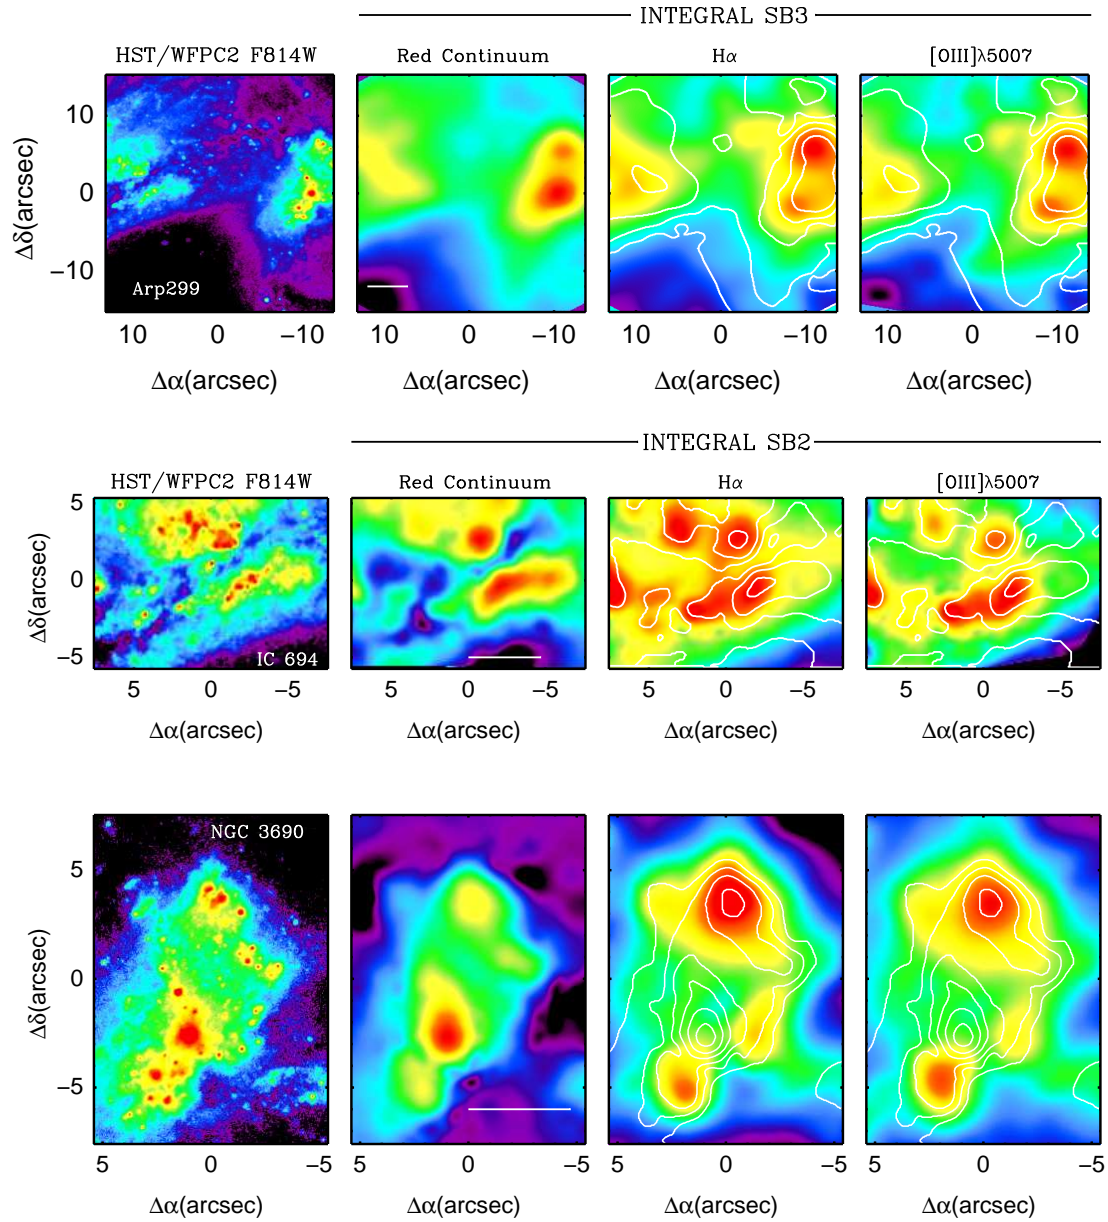 INTEGRAL SB3
HST/WFPC2 F814W Red Continuum Hα [OIII]λ5007
Δδ(arcsec)
10
0
−10
Arp299
10 0 −10 10 0 −10 10 0 −10 10 0 −10
Δα(arcsec) Δα(arcsec) Δα(arcsec) Δα(arcsec)
INTEGRAL SB2
HST/WFPC2 F814W Red Continuum Hα [OIII]λ5007
Δδ(arcsec)
5
0
−5
IC 694
5 0 −5 5 0 −5 5 0 −5 5 0 −5
Δα(arcsec) Δα(arcsec) Δα(arcsec) Δα(arcsec)
NGC 3690
Δδ(arcsec)
5
0
−5
5 0 −5 5 0 −5 5 0 −5 5 0 −5
Δα(arcsec) Δα(arcsec) Δα(arcsec) Δα(arcsec)